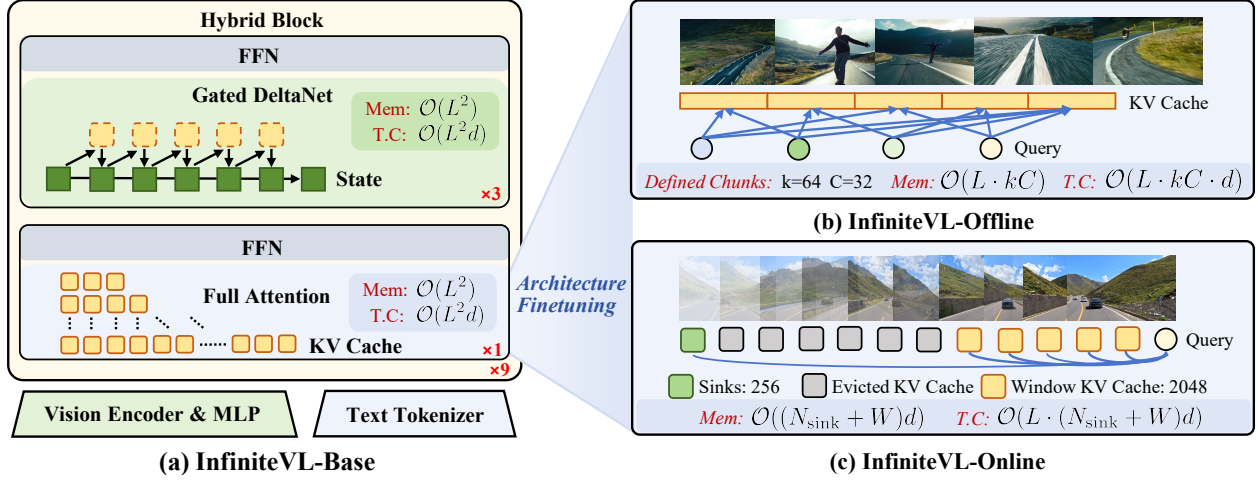 Hybrid Block
FFN
Gated DeltaNet
Mem: O(L²)
T.C: O(L²d)
State
×3
FFN
Full Attention
Mem: O(L²)
T.C: O(L²d)
KV Cache
×1
×9
Vision Encoder & MLP
Text Tokenizer
(a) InfiniteVL-Base
Architecture
Finetuning
KV Cache
Query
Defined Chunks: k=64 C=32 Mem: O(L · kC) T.C: O(L · kC · d)
(b) InfiniteVL-Offline
Query
Sinks: 256 Evicted KV Cache Window KV Cache: 2048
Mem: O((N_sink + W)d) T.C: O(L · (N_sink + W)d)
(c) InfiniteVL-Online